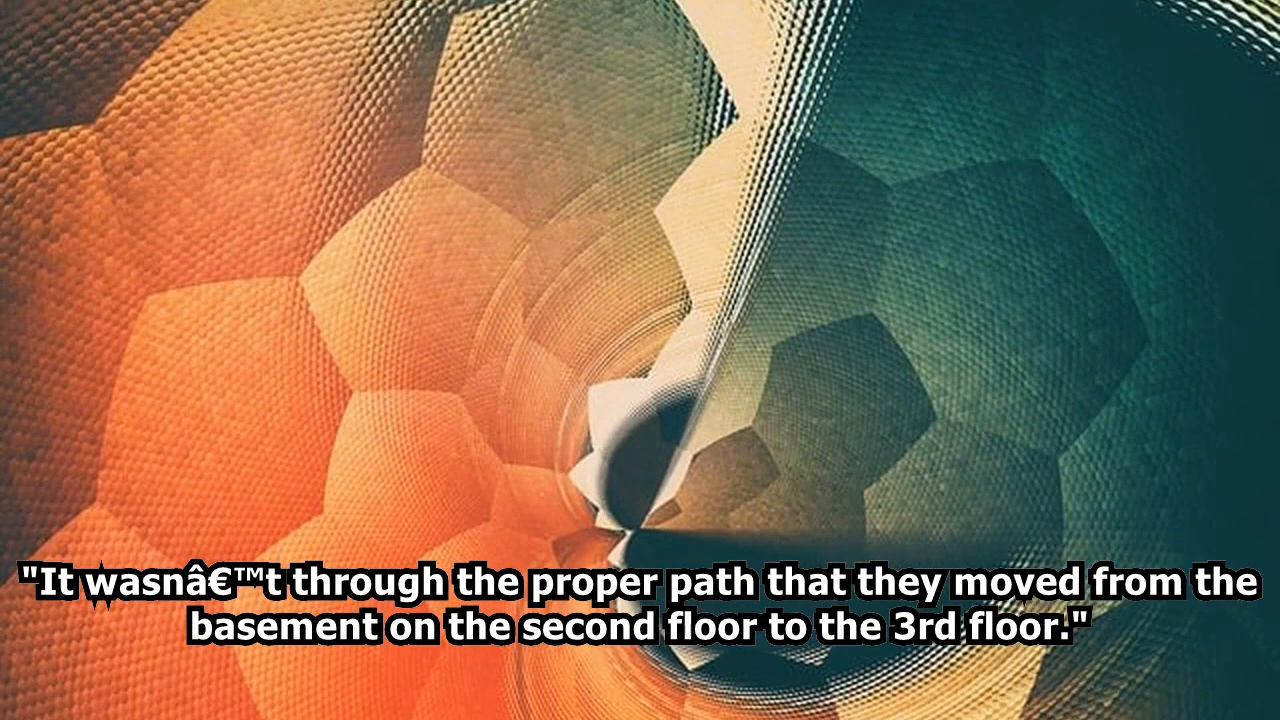 "It wasnâ€™t through the proper path that they moved from the
basement on the second floor to the 3rd floor."